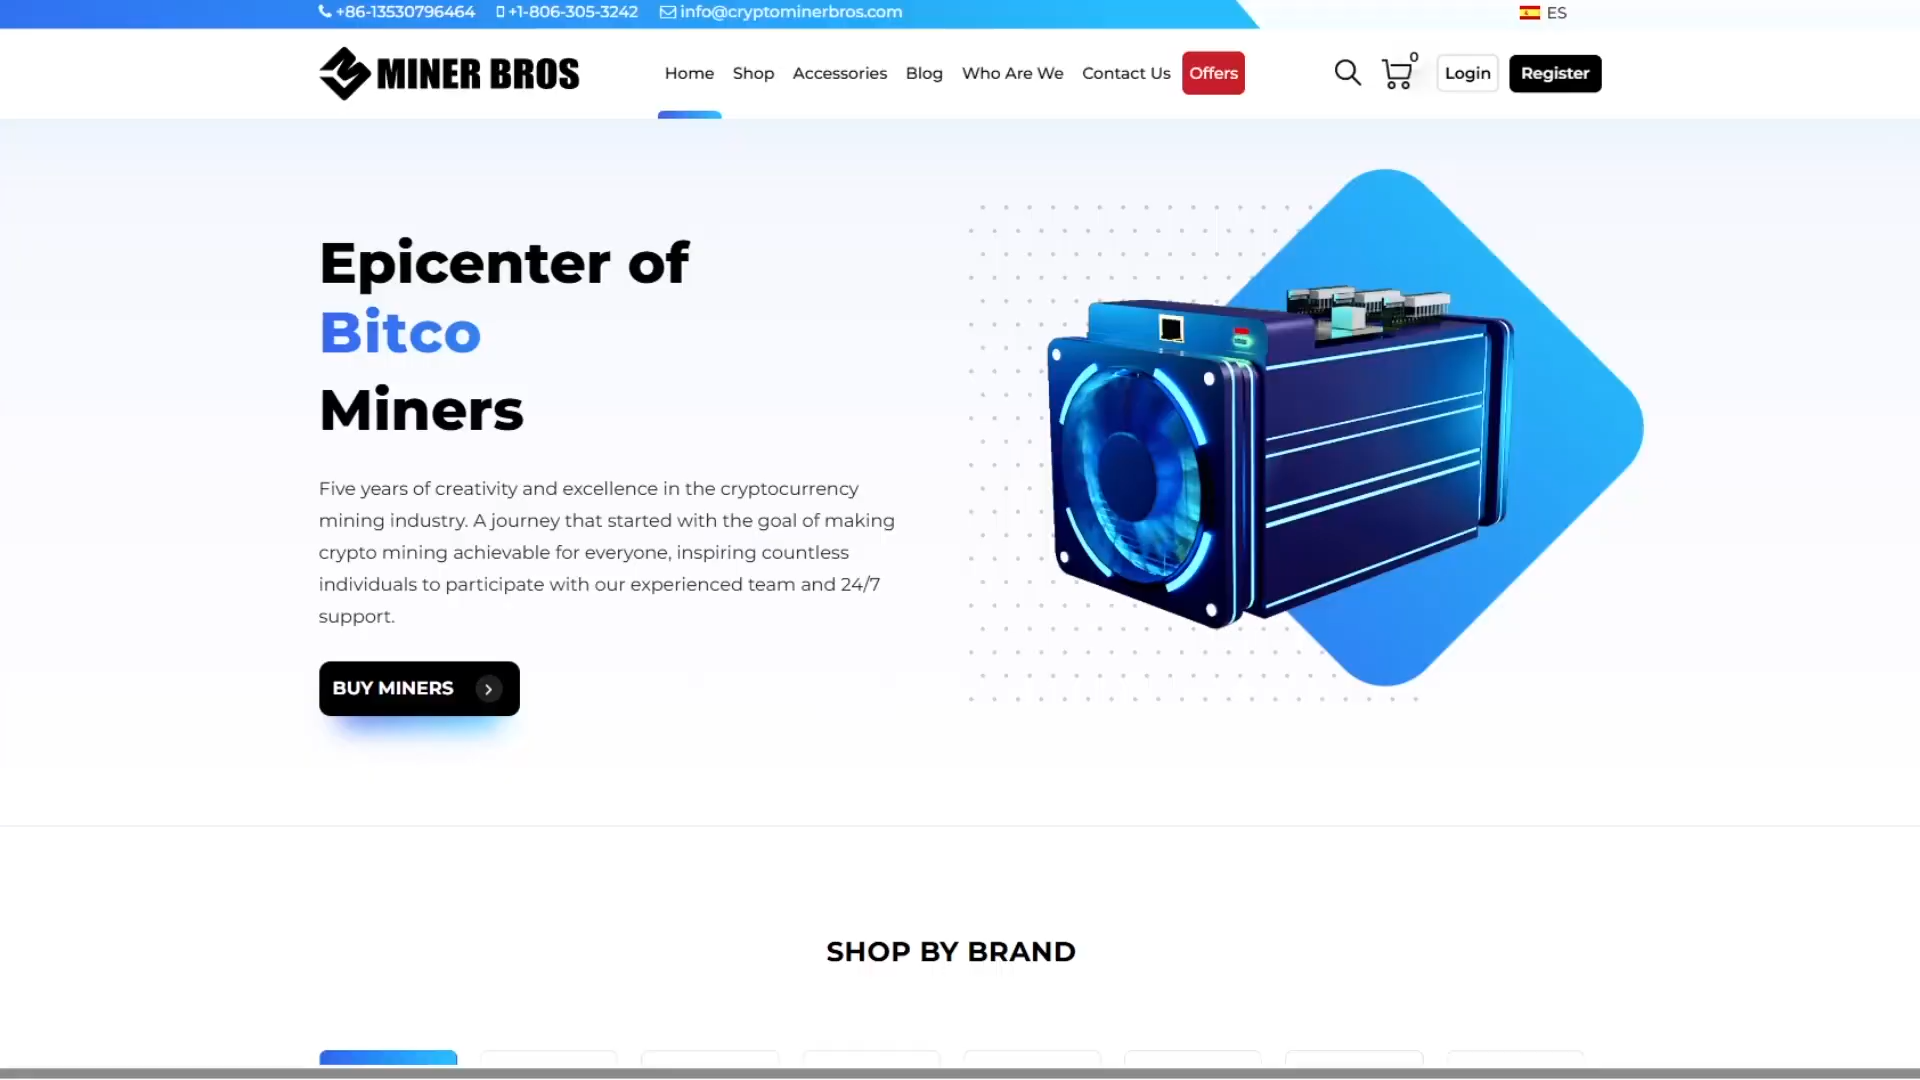 +86-13530796464 +1-806-305-3242 info@cryptominerbros.com ES
MINER BROS Home Shop Accessories Blog Who Are We Contact Us Offers 0 Login Register
Epicenter of
Bitco
Miners
Five years of creativity and excellence in the cryptocurrency
mining industry. A journey that started with the goal of making
crypto mining achievable for everyone, inspiring countless
individuals to participate with our experienced team and 24/7
support.
BUY MINERS
SHOP BY BRAND